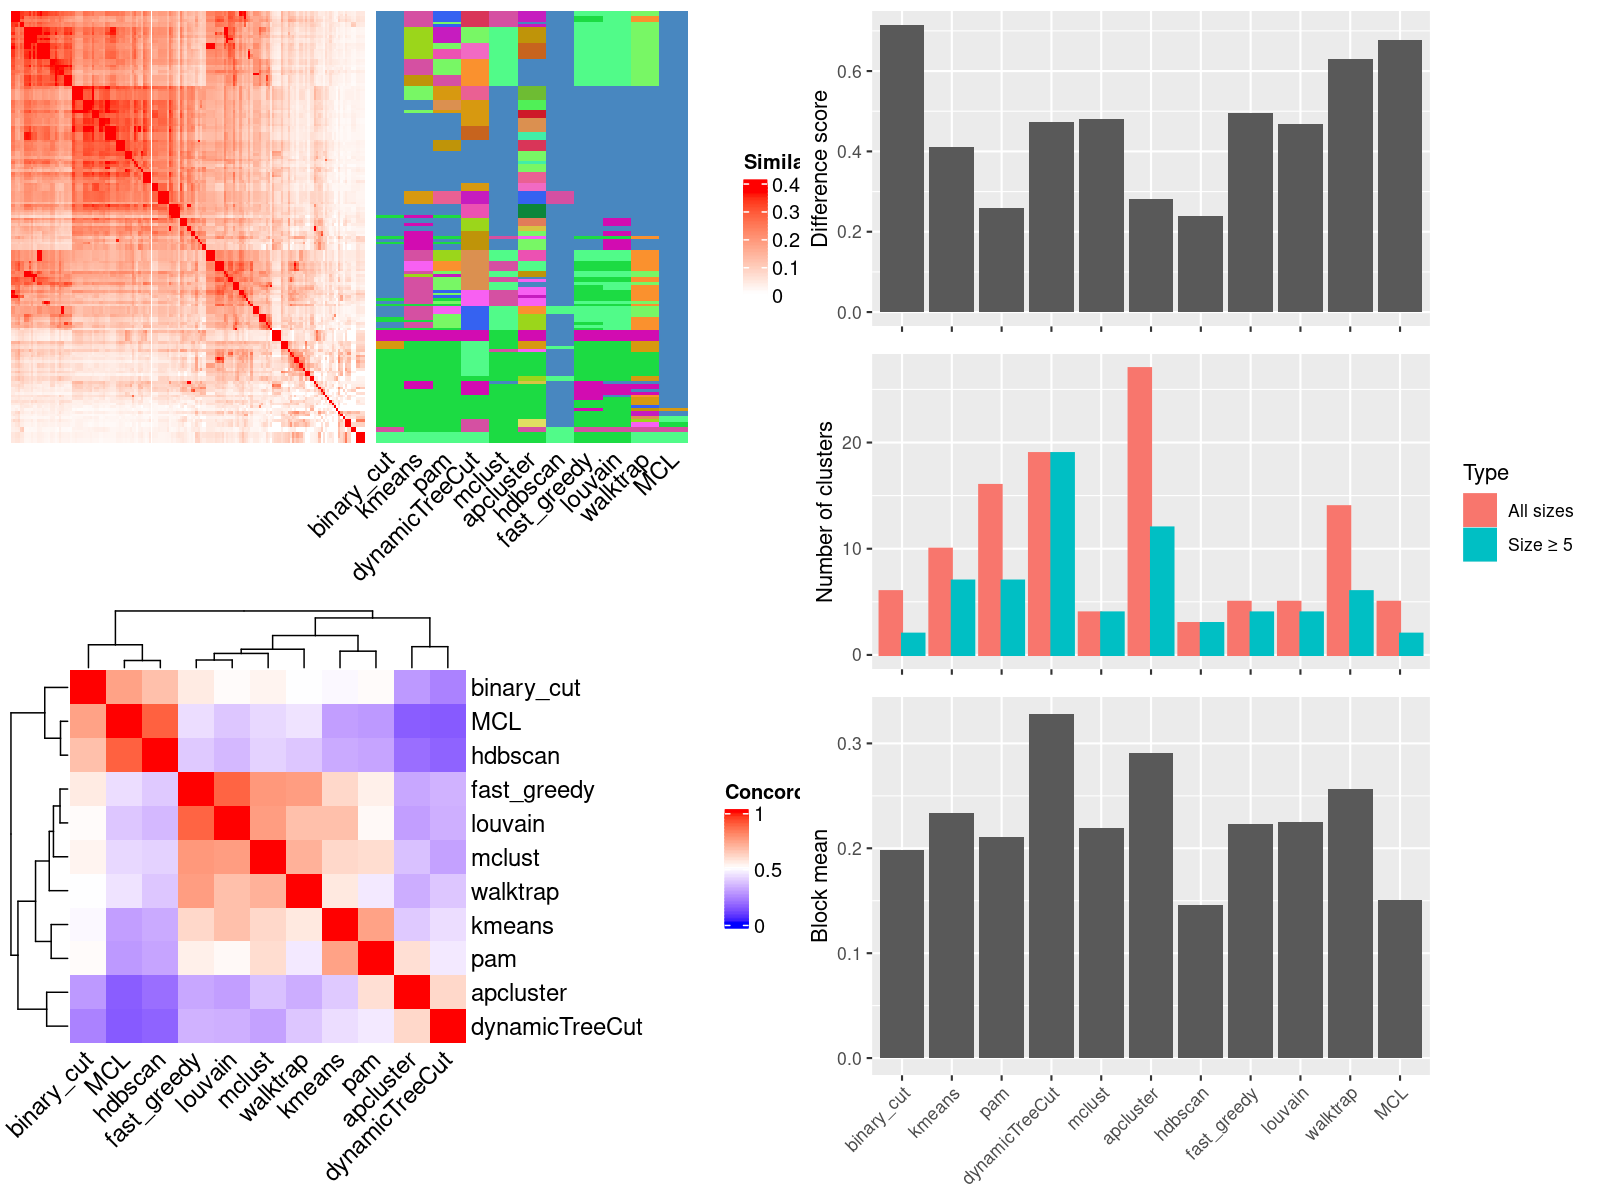 Simila
0.4
0.3
0.2
0.1
0
binary_cut
kmeans
pam
dynamicTreeCut
mclust
apcluster
hdbscan
fast_greedy
louvain
walktrap
MCL
binary_cut
MCL
hdbscan
fast_greedy
louvain
mclust
walktrap
kmeans
pam
apcluster
dynamicTreeCut
binary_cut
MCL
hdbscan
fast_greedy
louvain
mclust
walktrap
kmeans
pam
apcluster
dynamicTreeCut
Concord
1
0.5
0
Difference score
0.6
0.4
0.2
0.0
Number of clusters
20
10
0
Type
All sizes
Size ≥ 5
Block mean
0.3
0.2
0.1
0.0
binary_cut
kmeans
pam
dynamicTreeCut
mclust
apcluster
hdbscan
fast_greedy
louvain
walktrap
MCL